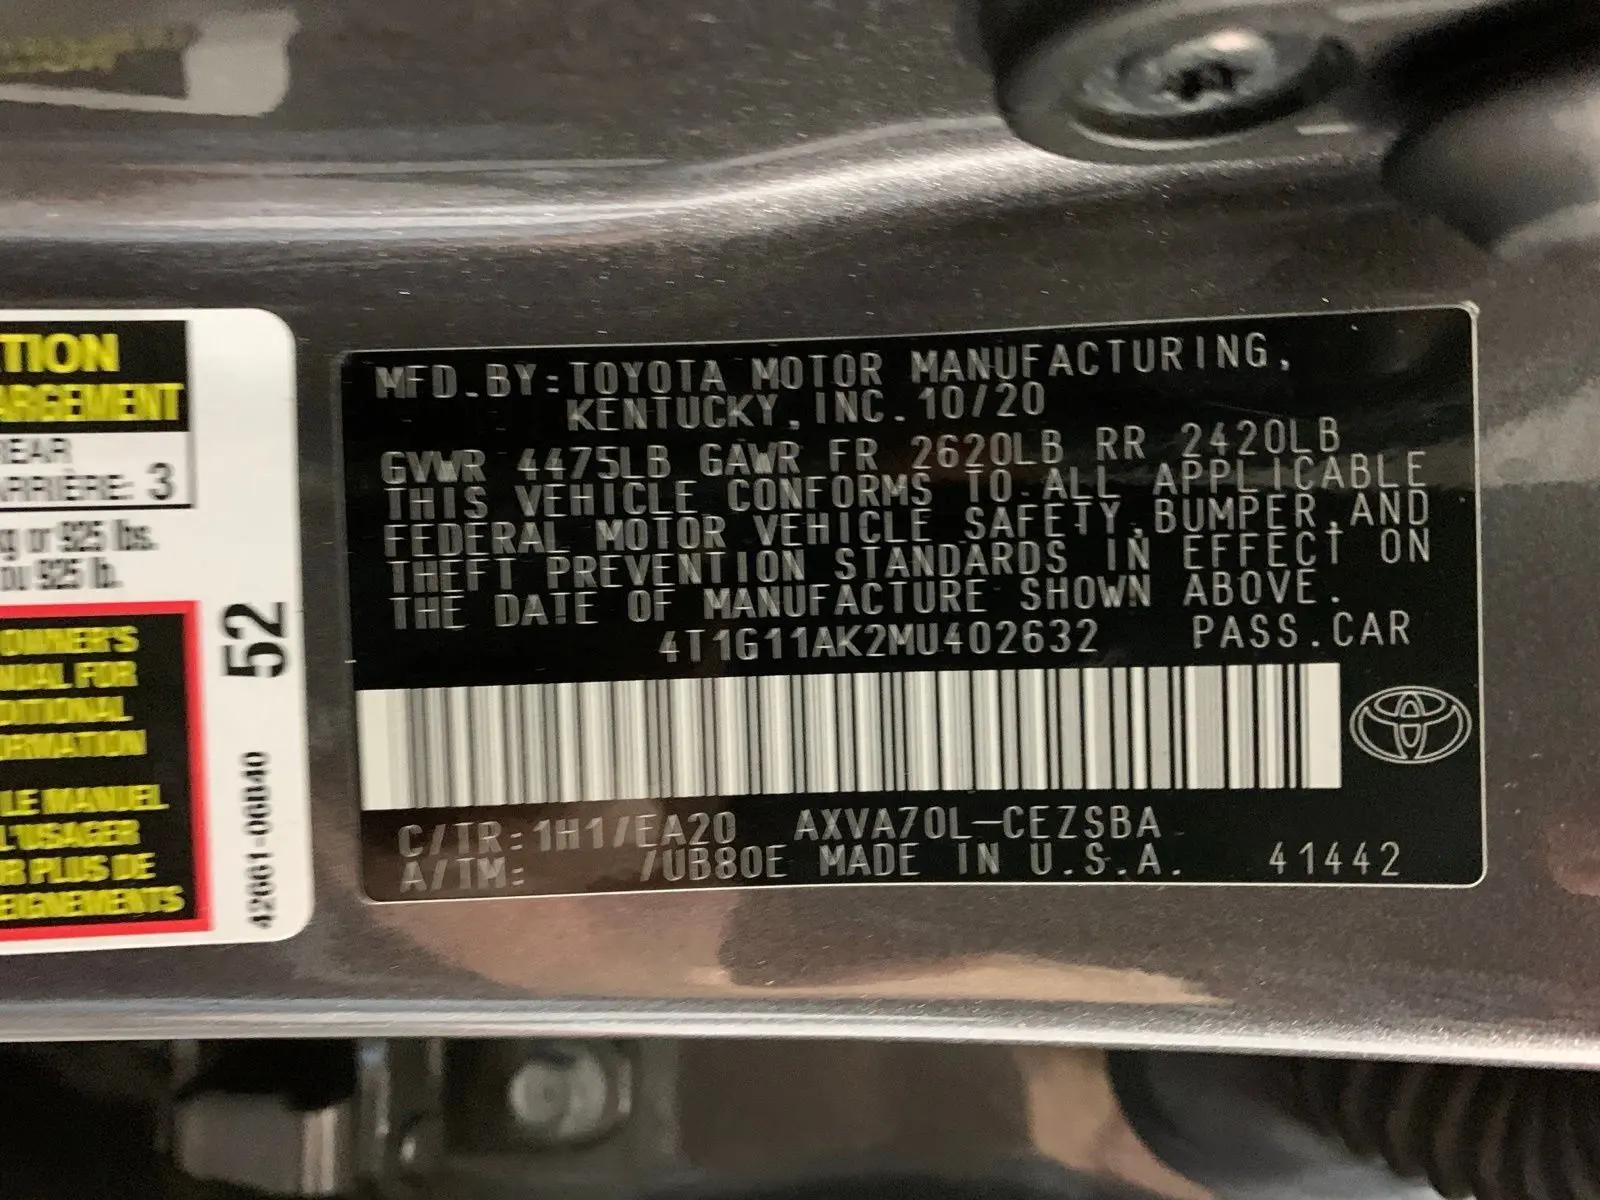 TION
ARGEMENT
REAR
ARRIÈRE: 3
kg or 925 lbs.
ou 925 lb.
OWNER'S
NUAL FOR
DITIONAL
ORMATION
LE MANUEL
L'USAGER
R PLUS DE
EIGNEMENTS
52
42661-06B40
MFD.BY:TOYOTA MOTOR MANUFACTURING,
KENTUCKY,INC.10/20
GVWR 4475LB GAWR FR 2620LB RR 2420LB
THIS VEHICLE CONFORMS TO ALL APPLICABLE
FEDERAL MOTOR VEHICLE SAFETY,BUMPER,AND
THEFT PREVENTION STANDARDS IN EFFECT ON
THE DATE OF MANUFACTURE SHOWN ABOVE.
4T1G11AK2MU402632 PASS.CAR
C/TR:1H1/EA20 AXVA70L-CEZSBA
A/TM: /UB80E MADE IN U.S.A. 41442